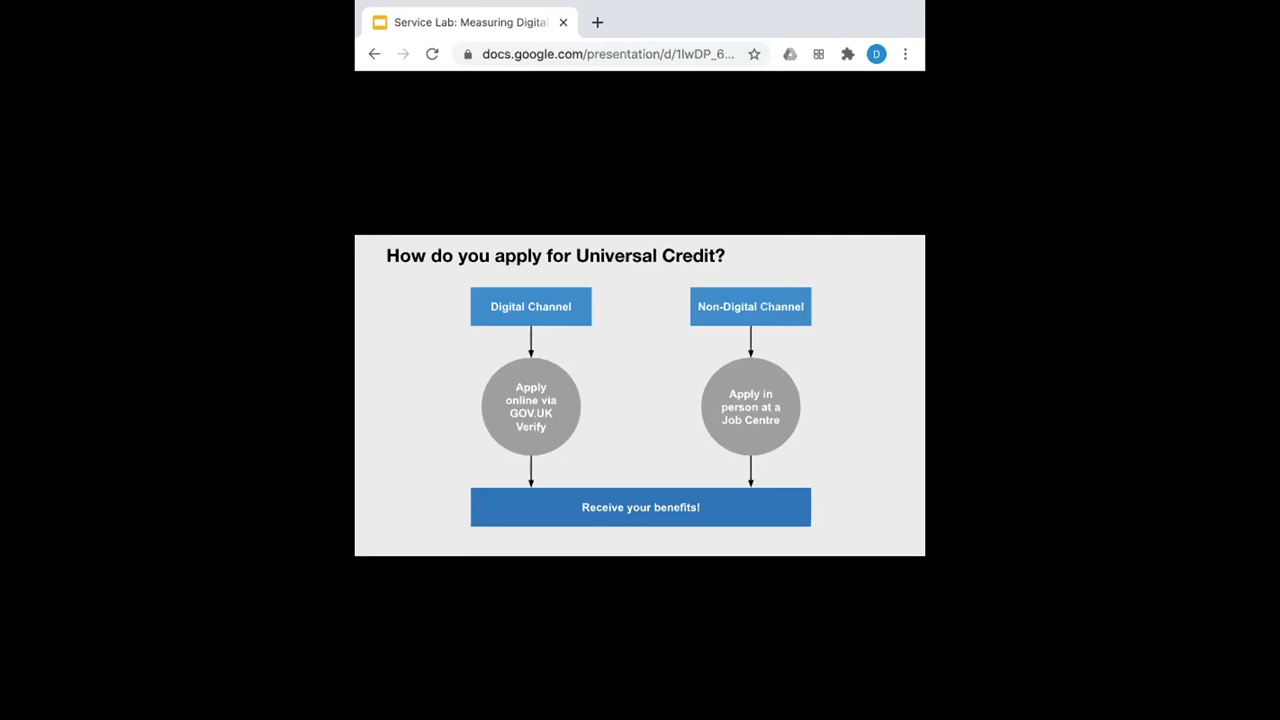 Service Lab: Measuring Digital
docs.google.com/presentation/d/1lwDP_6...
D
How do you apply for Universal Credit?
Digital Channel
Non-Digital Channel
Apply
online via
GOV.UK
Verify
Apply in
person at a
Job Centre
Receive your benefits!